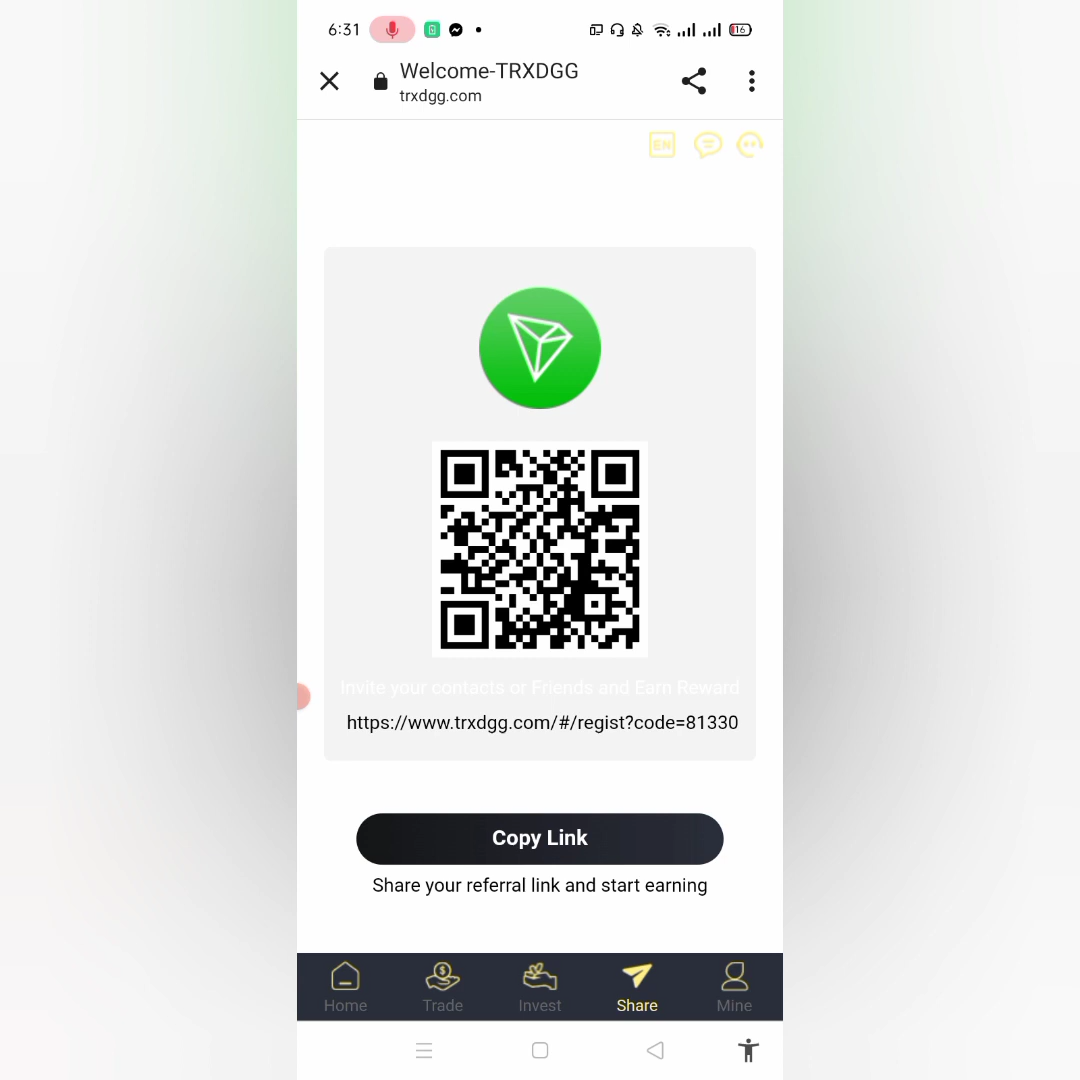 6:31
16
Welcome-TRXDGG
trxdgg.com
EN
Invite your contacts or Friends and Earn Reward
https://www.trxdgg.com/#/regist?code=81330
Copy Link
Share your referral link and start earning
Home Trade Invest Share Mine